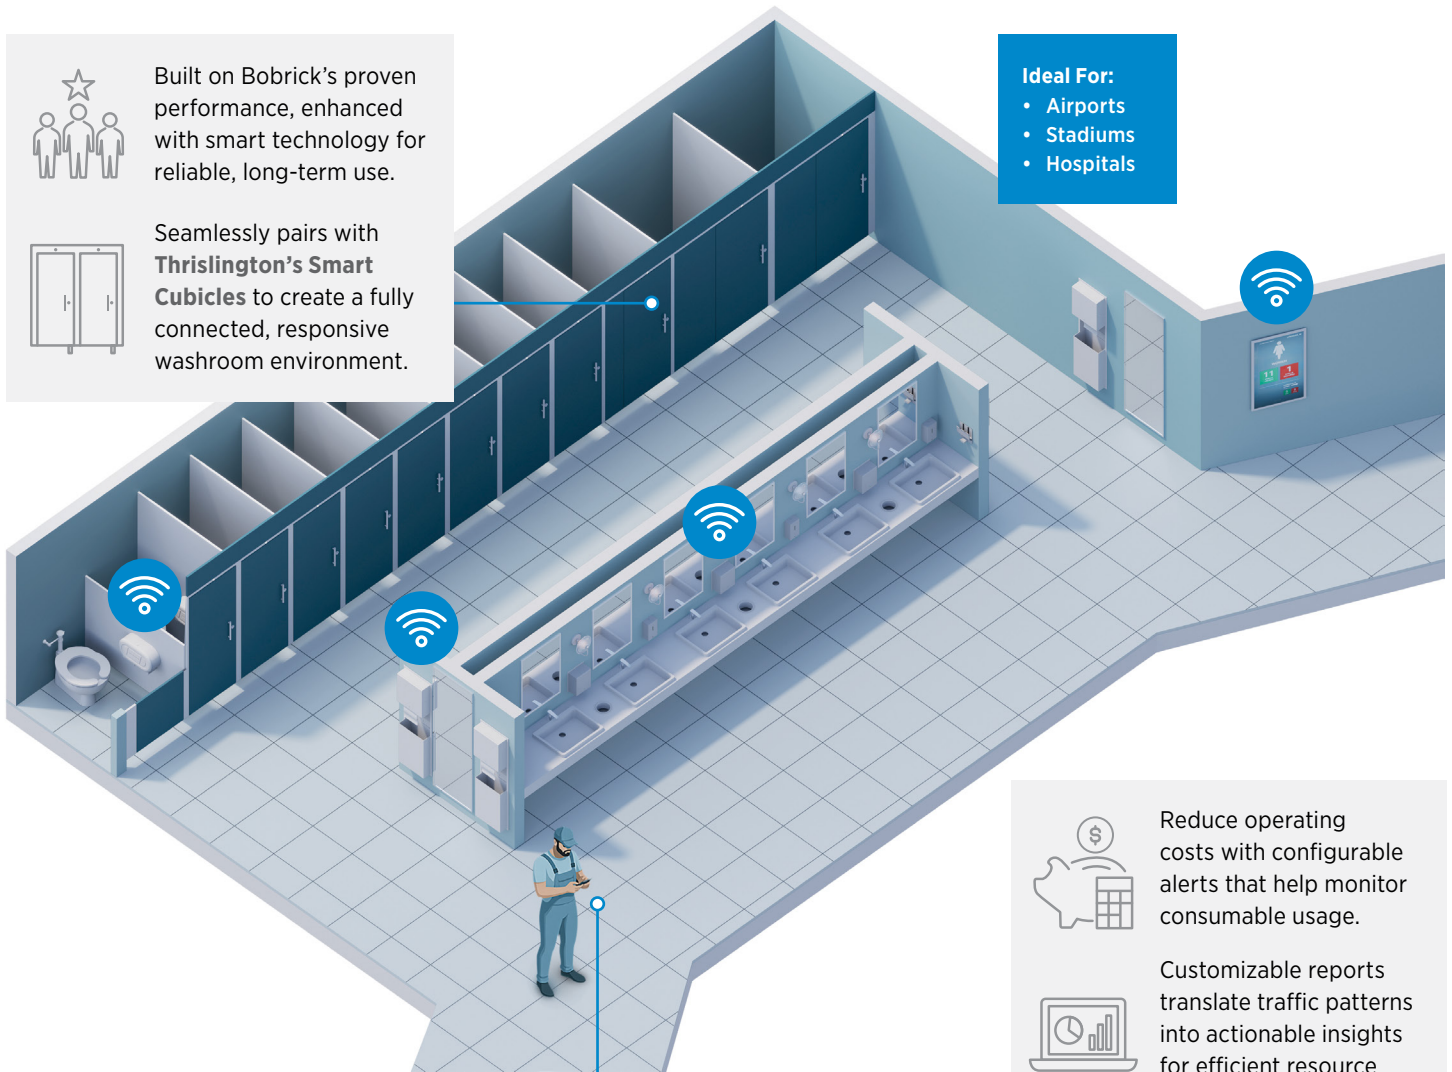 Built on Bobrick’s proven
performance, enhanced
with smart technology for
reliable, long-term use.
Seamlessly pairs with
Thrislington’s Smart
Cubicles to create a fully
connected, responsive
washroom environment.
Ideal For:
• Airports
• Stadiums
• Hospitals
11
1
Reduce operating
costs with configurable
alerts that help monitor
consumable usage.
Customizable reports
translate traffic patterns
into actionable insights
for efficient resource